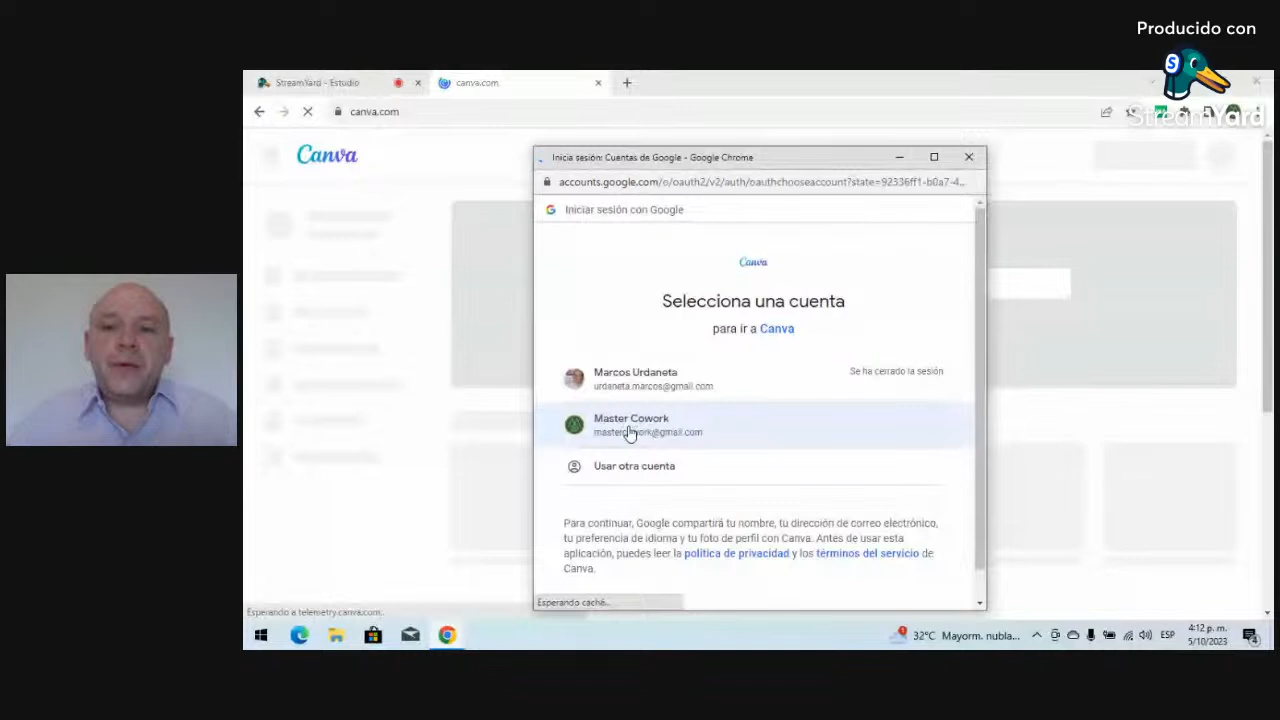 Producido con
StreamYard
StreamYard - Estudio
canva.com
canva.com
Canva
Inicia sesión: Cuentas de Google - Google Chrome
accounts.google.com/o/oauth2/v2/auth/oauthchooseaccount?state=92336ff1-b0a7-4...
Iniciar sesión con Google
Canva
Selecciona una cuenta
para ir a Canva
Marcos Urdaneta
urdaneta.marcos@gmail.com
Se ha cerrado la sesión
Master Cowork
Usar otra cuenta
Para continuar, Google compartirá tu nombre, tu dirección de correo electrónico,
tu preferencia de idioma y tu foto de perfil con Canva. Antes de usar esta
aplicación, puedes leer la política de privacidad y los términos del servicio de
Canva.
Esperando caché...
Esperando a telemetry.canva.com...
32°C Mayorm. nubla...
ESP
4:12 p. m.
5/10/2023